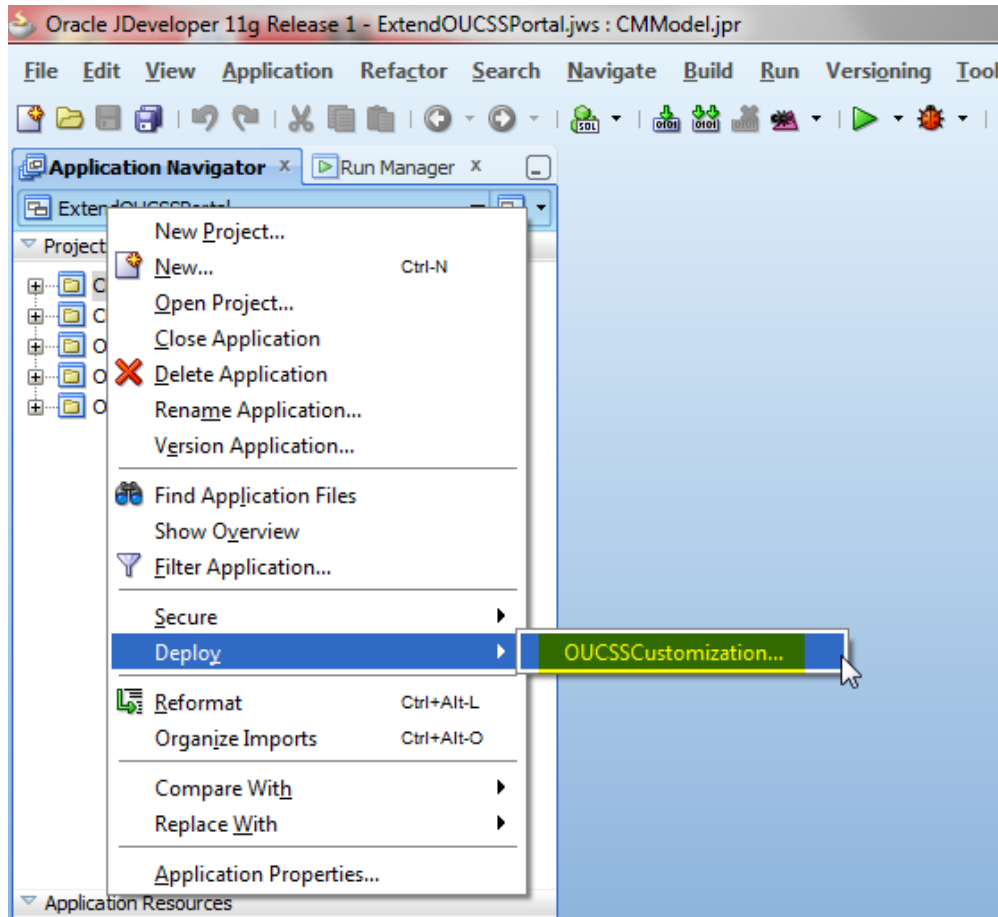 Oracle JDeveloper 11g Release 1 - ExtendOUCSSPortal.jws : CMModel.jpr
File Edit View Application Refactor Search Navigate Build Run Versioning Tool
Application Navigator x Run Manager x
ExtendOUCSSPortal
Project
New Project...
New... Ctrl-N
C
Open Project...
C
Close Application
O
Delete Application
O
Rename Application...
O
Version Application...
Find Application Files
Show Overview
Filter Application...
Secure
Deploy OUCSSCustomization...
Reformat Ctrl+Alt-L
Organize Imports Ctrl+Alt-O
Compare With
Replace With
Application Properties...
Application Resources